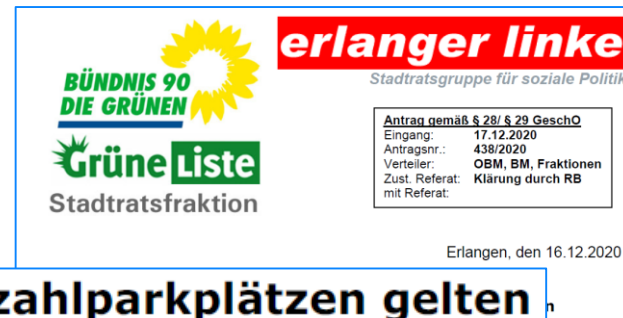 erlanger linke
Stadtratsgruppe für soziale Politik
BÜNDNIS 90
DIE GRÜNEN
Grüne Liste
Stadtratsfraktion
Antrag gemäß § 28/ § 29 GeschO
Eingang: 17.12.2020
Antragsnr.: 438/2020
Verteiler: OBM, BM, Fraktionen
Zust. Referat: Klärung durch RB
mit Referat:
Erlangen, den 16.12.2020
zahlparkplätzen gelten